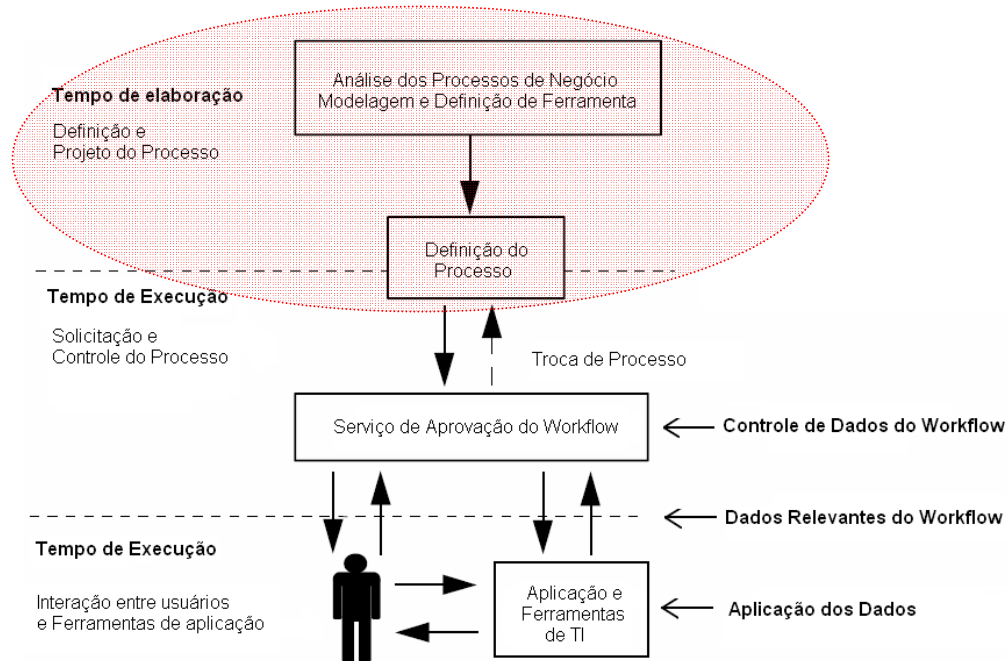 Análise dos Processos de Negócio
Modelagem e Definição de Ferramenta
Tempo de elaboração
Definição e
Projeto do Processo
Definição do
Processo
Tempo de Execução
Solicitação e
Controle do Processo
Troca de Processo
Serviço de Aprovação do Workflow
Controle de Dados do Workflow
Dados Relevantes do Workflow
Tempo de Execução
Interação entre usuários
e Ferramentas de aplicação
Aplicação e
Ferramentas
de TI
Aplicação dos Dados